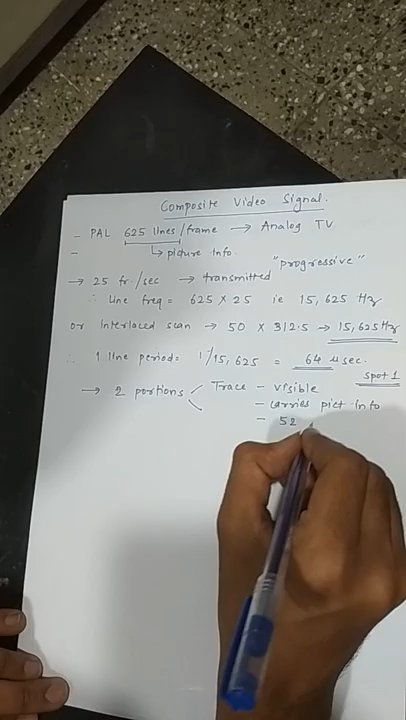 Composite Video Signal.
- PAL 625 lines/frame → Analog TV
- ↳ picture Info
"progressive"
→ 25 fr./sec → transmitted
∴ Line freq = 625 X 25 ie 15,625 Hz
or Interlaced scan → 50 X 312.5 → 15,625 Hz
∴ 1 line period = 1/15,625 = 64 μsec.
spot 1
→ 2 portions Trace - visible
- carries pict info
- 52